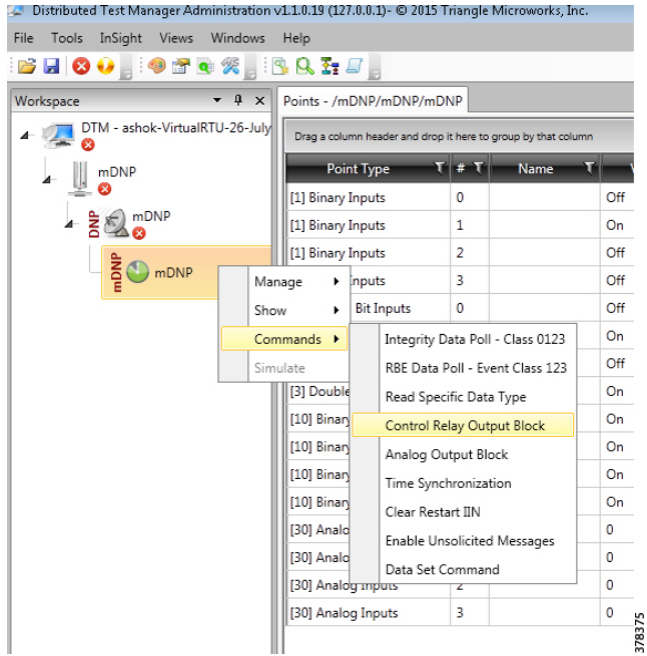 Distributed Test Manager Administration v1.1.0.19 (127.0.0.1)- © 2015 Triangle Microworks, Inc.
File Tools InSight Views Windows Help
Workspace
Points - /mDNP/mDNP/mDNP
DTM - ashok-VirtualRTU-26-July
Drag a column header and drop it here to group by that column
mDNP
Point Type # Name
[1] Binary Inputs 0 Off
DNP mDNP
[1] Binary Inputs 1 On
[1] Binary Inputs 2 Off
mDNP mDNP
Inputs 3 Off
Bit Inputs 0 Off
On
Off
[3] Double On
[10] Binary On
[10] Binary On
[10] Binary On
[10] Binary On
[30] Analo 0
[30] Analo 0
[30] Analog Inputs 2 0
[30] Analog Inputs 3 0
Manage
Show
Commands
Simulate
Integrity Data Poll - Class 0123
RBE Data Poll - Event Class 123
Read Specific Data Type
Control Relay Output Block
Analog Output Block
Time Synchronization
Clear Restart IIN
Enable Unsolicited Messages
Data Set Command
378375